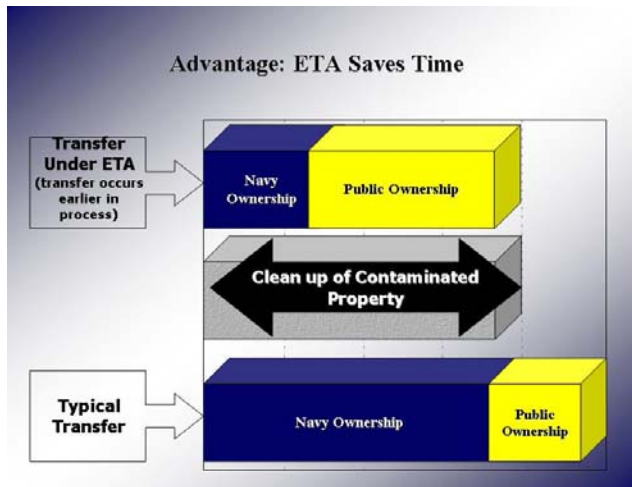 Advantage: ETA Saves Time
Transfer
Under ETA
(transfer occurs
earlier in
process)
Navy
Ownership
Public Ownership
Clean up of Contaminated
Property
Typical
Transfer
Navy Ownership
Public
Ownership